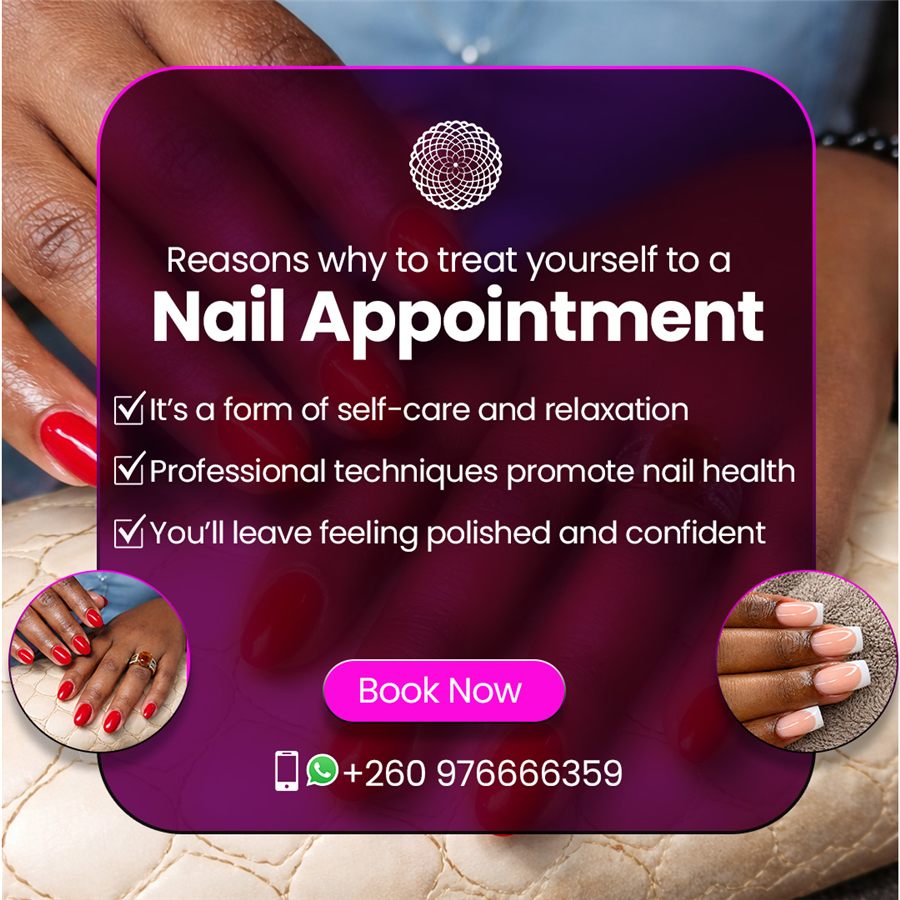 Reasons why to treat yourself to a
Nail Appointment
It’s a form of self-care and relaxation
Professional techniques promote nail health
You’ll leave feeling polished and confident
Book Now
+260 976666359